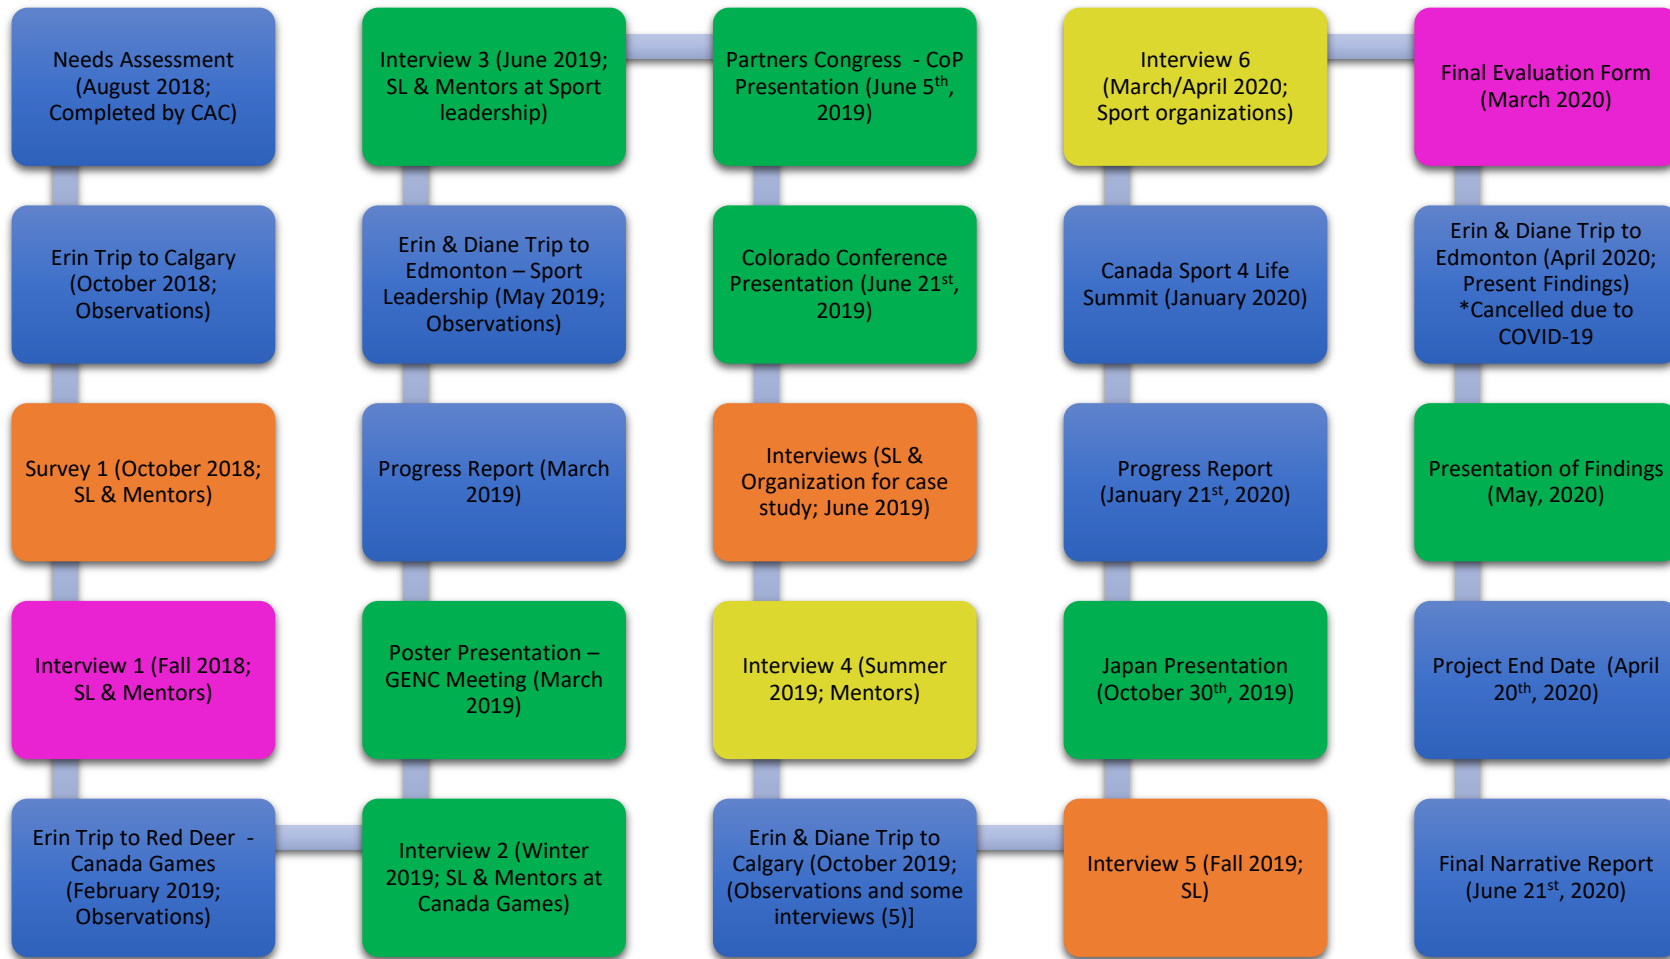 Needs Assessment
(August 2018;
Completed by CAC)
Erin Trip to Calgary
(October 2018;
Observations)
Survey 1 (October 2018;
SL & Mentors)
Interview 1 (Fall 2018;
SL & Mentors)
Erin Trip to Red Deer -
Canada Games
(February 2019;
Observations)
Interview 2 (Winter
2019; SL & Mentors at
Canada Games)
Poster Presentation –
GENC Meeting (March
2019)
Progress Report (March
2019)
Erin & Diane Trip to
Edmonton – Sport
Leadership (May 2019;
Observations)
Interview 3 (June 2019;
SL & Mentors at Sport
leadership)
Partners Congress - CoP
Presentation (June 5th,
2019)
Colorado Conference
Presentation (June 21st,
2019)
Interviews (SL &
Organization for case
study; June 2019)
Interview 4 (Summer
2019; Mentors)
Erin & Diane Trip to
Calgary (October 2019;
(Observations and some
interviews (5)]
Interview 5 (Fall 2019;
SL)
Japan Presentation
(October 30th, 2019)
Progress Report
(January 21st, 2020)
Canada Sport 4 Life
Summit (January 2020)
Interview 6
(March/April 2020;
Sport organizations)
Final Evaluation Form
(March 2020)
Erin & Diane Trip to
Edmonton (April 2020;
Present Findings)
*Cancelled due to
COVID-19
Presentation of Findings
(May, 2020)
Project End Date (April
20th, 2020)
Final Narrative Report
(June 21st, 2020)